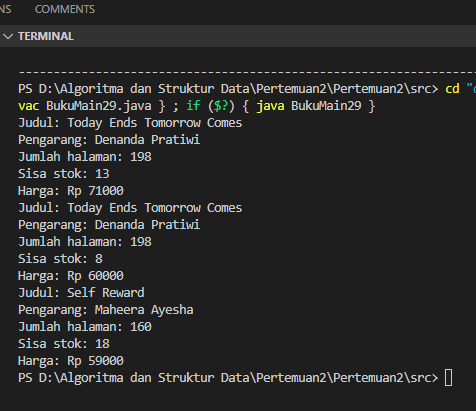 NS COMMENTS
TERMINAL
--------------------------------------------------------------
PS D:\Algoritma dan Struktur Data\Pertemuan2\Pertemuan2\src> cd "d
vac BukuMain29.java } ; if ($?) { java BukuMain29 }
Judul: Today Ends Tomorrow Comes
Pengarang: Denanda Pratiwi
Jumlah halaman: 198
Sisa stok: 13
Harga: Rp 71000
Judul: Today Ends Tomorrow Comes
Pengarang: Denanda Pratiwi
Jumlah halaman: 198
Sisa stok: 8
Harga: Rp 60000
Judul: Self Reward
Pengarang: Maheera Ayesha
Jumlah halaman: 160
Sisa stok: 18
Harga: Rp 59000
PS D:\Algoritma dan Struktur Data\Pertemuan2\Pertemuan2\src>